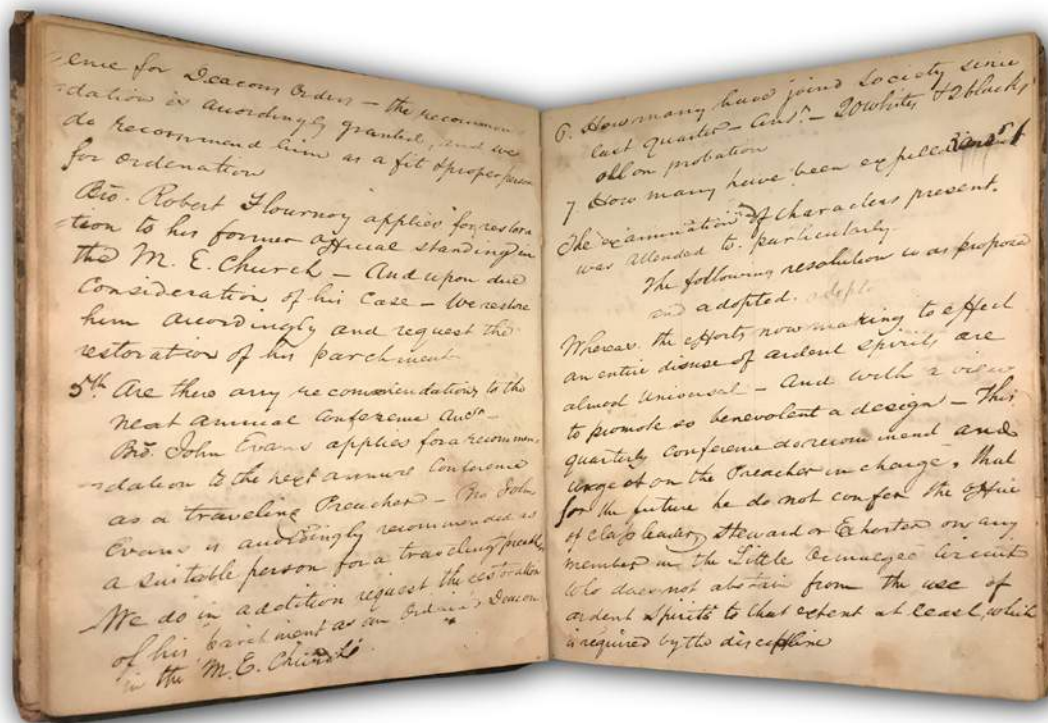 -ence for Deacons Orders – the recommen-
-dation is accordingly granted, and we
do recommend him as a fit & proper person
for ordenation
Bro. Robert Flournoy applies for restora
-tion to his former official standing in
the M. E. Church – And upon due
Consideration of his Case – We restore
him accordingly and request the
restoration of his parchment
5th Are there any recommendations to the
next annual Conference Ansr –
Bro. John Evans applies for a recommen
-dation to the next annual Conference
as a traveling Preacher – Bro John
Evans is accordingly recommended as
a suitable person for a traveling preacher
We do in addition request the restoration
of his parchment as an Ordain Deacon
in the M.E. Church
6. How many have joined Society since
last quarter – Ansr. – 20 whites & 2 blacks
all on probation
7 How many have been expelled Ansr 1
The examination of characters present.
was attended to particularly
The following resolution was propose
and adopted. adopt
Whereas the efforts now making to effect
an entire disuse of ardent spirits are
almost Universal – And with a view
to promote so benevolent a design – This
quarterly Conference do recommend and
urge it on the Preacher in charge, that
for the future he do not confer the office
of class leader, Steward or Exhorter on any
member in the Little Ocmulgee Circuit
who does not abstain from the use of
ardent Spirits to that extent at least, which
is required by the discipline